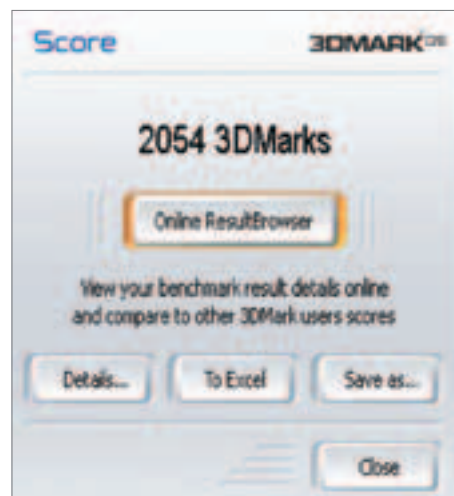 Score 3DMARK
2054 3DMarks
Online ResultBrowser
View your benchmark result details online
and compare to other 3DMark users scores
Details... To Excel Save as...
Close